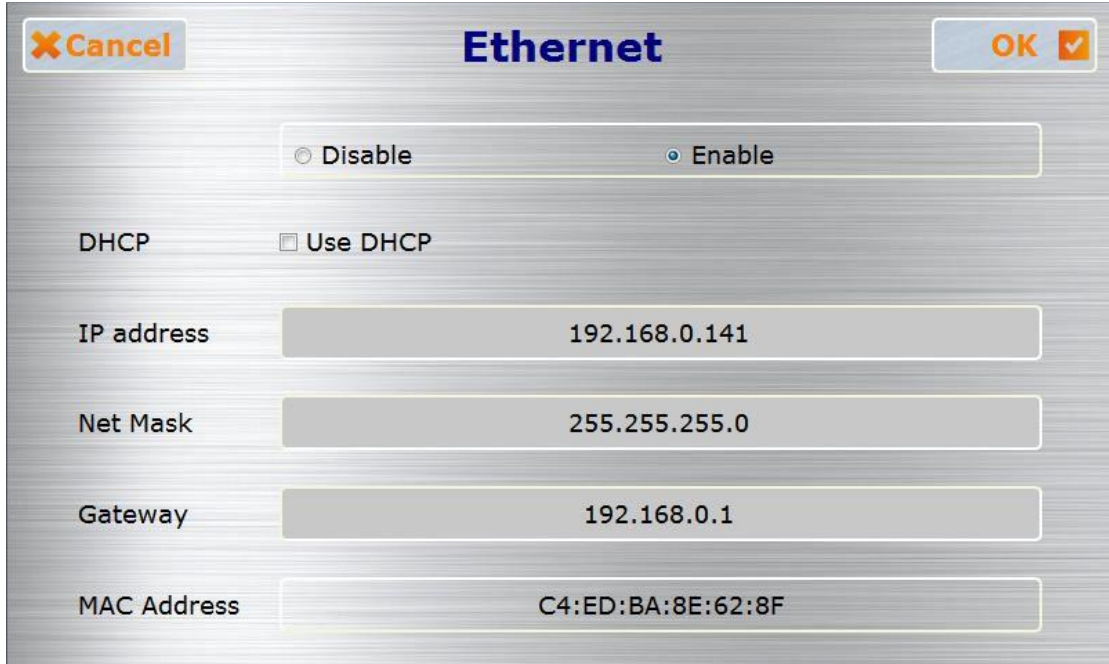 Cancel
Ethernet
OK
Disable
Enable
DHCP
Use DHCP
IP address
192.168.0.141
Net Mask
255.255.255.0
Gateway
192.168.0.1
MAC Address
C4:ED:BA:8E:62:8F